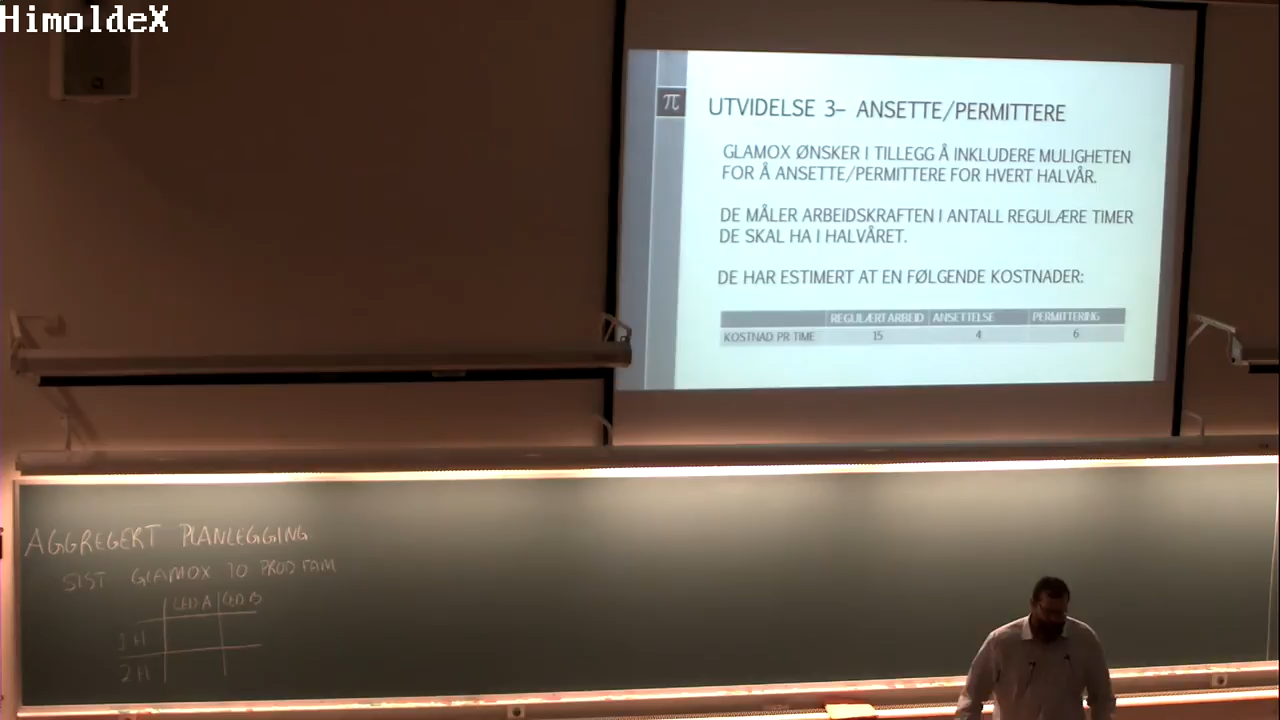 HimoldeX
π
UTVIDELSE 3– ANSETTE/PERMITTERE
GLAMOX ØNSKER I TILLEGG Å INKLUDERE MULIGHETEN
FOR Å ANSETTE/PERMITTERE FOR HVERT HALVÅR.
DE MÅLER ARBEIDSKRAFTEN I ANTALL REGULÆRE TIMER
DE SKAL HA I HALVÅRET.
DE HAR ESTIMERT AT EN FØLGENDE KOSTNADER:
REGULÆRT ARBEID ANSETTELSE PERMITTERING
KOSTNAD PR TIME 15 4 6
AGGREGERT PLANLEGGING
SIST GLAMOX TO PROD FAM
LED A LED B
1H
2H